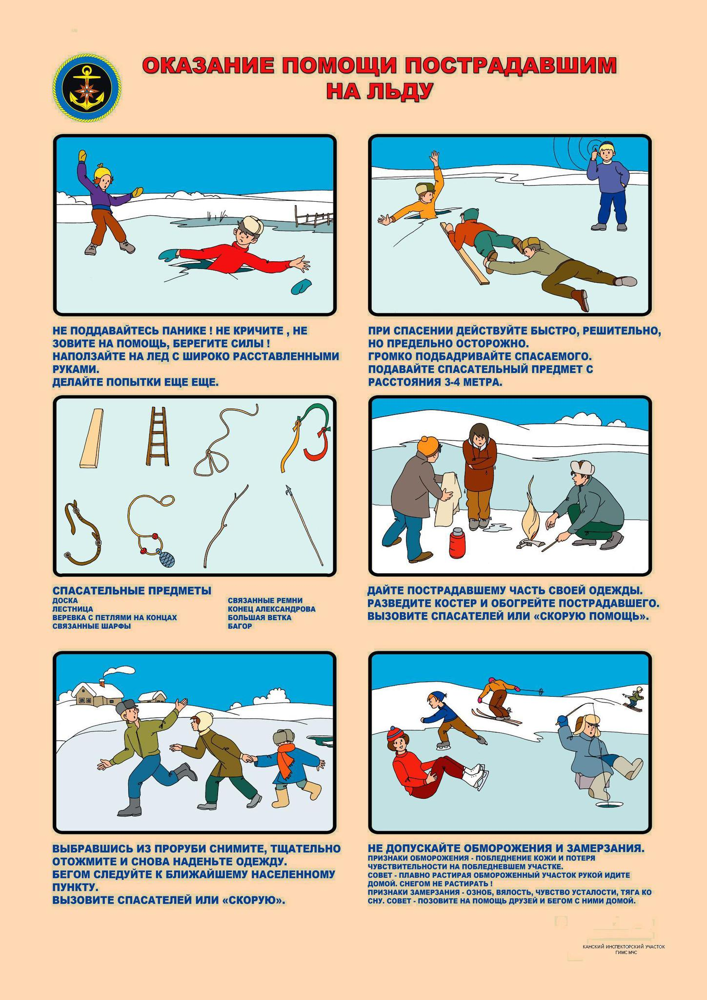 ОКАЗАНИЕ ПОМОЩИ ПОСТРАДАВШИМ
НА ЛЬДУ
НЕ ПОДДАВАЙТЕСЬ ПАНИКЕ ! НЕ КРИЧИТЕ , НЕ
ЗОВИТЕ НА ПОМОЩЬ, БЕРЕГИТЕ СИЛЫ !
НАПОЛЗАЙТЕ НА ЛЕД С ШИРОКО РАССТАВЛЕННЫМИ
РУКАМИ.
ДЕЛАЙТЕ ПОПЫТКИ ЕЩЕ ЕЩЕ.
ПРИ СПАСЕНИИ ДЕЙСТВУЙТЕ БЫСТРО, РЕШИТЕЛЬНО,
НО ПРЕДЕЛЬНО ОСТОРОЖНО.
ГРОМКО ПОДБАДРИВАЙТЕ СПАСАЕМОГО.
ПОДАВАЙТЕ СПАСАТЕЛЬНЫЙ ПРЕДМЕТ С
РАССТОЯНИЯ 3-4 МЕТРА.
СПАСАТЕЛЬНЫЕ ПРЕДМЕТЫ
ДОСКА
ЛЕСТНИЦА
ВЕРЕВКА С ПЕТЛЯМИ НА КОНЦАХ
СВЯЗАННЫЕ ШАРФЫ
СВЯЗАННЫЕ РЕМНИ
КОНЕЦ АЛЕКСАНДРОВА
БОЛЬШАЯ ВЕТКА
БАГОР
ДАЙТЕ ПОСТРАДАВШЕМУ ЧАСТЬ СВОЕЙ ОДЕЖДЫ.
РАЗВЕДИТЕ КОСТЕР И ОБОГРЕЙТЕ ПОСТРАДАВШЕГО.
ВЫЗОВИТЕ СПАСАТЕЛЕЙ ИЛИ «СКОРУЮ ПОМОЩЬ».
ВЫБРАВШИСЬ ИЗ ПРОРУБИ СНИМИТЕ, ТЩАТЕЛЬНО
ОТОЖМИТЕ И СНОВА НАДЕНЬТЕ ОДЕЖДУ.
БЕГОМ СЛЕДУЙТЕ К БЛИЖАЙШЕМУ НАСЕЛЕННОМУ
ПУНКТУ.
ВЫЗОВИТЕ СПАСАТЕЛЕЙ ИЛИ «СКОРУЮ».
НЕ ДОПУСКАЙТЕ ОБМОРОЖЕНИЯ И ЗАМЕРЗАНИЯ.
ПРИЗНАКИ ОБМОРОЖЕНИЯ - ПОБЛЕДНЕНИЕ КОЖИ И ПОТЕРЯ
ЧУВСТВИТЕЛЬНОСТИ НА ПОБЛЕДНЕВШЕМ УЧАСТКЕ.
СОВЕТ - ПЛАВНО РАСТИРАЯ ОБМОРОЖЕННЫЙ УЧАСТОК РУКОЙ ИДИТЕ
ДОМОЙ. СНЕГОМ НЕ РАСТИРАТЬ !
ПРИЗНАКИ ЗАМЕРЗАНИЯ - ОЗНОБ, ВЯЛОСТЬ, ЧУВСТВО УСТАЛОСТИ, ТЯГА КО
СНУ. СОВЕТ - ПОЗОВИТЕ НА ПОМОЩЬ ДРУЗЕЙ И БЕГОМ С НИМИ ДОМОЙ.
КАНСКИЙ ИНСПЕКТОРСКИЙ УЧАСТОК
ГИМС МЧС